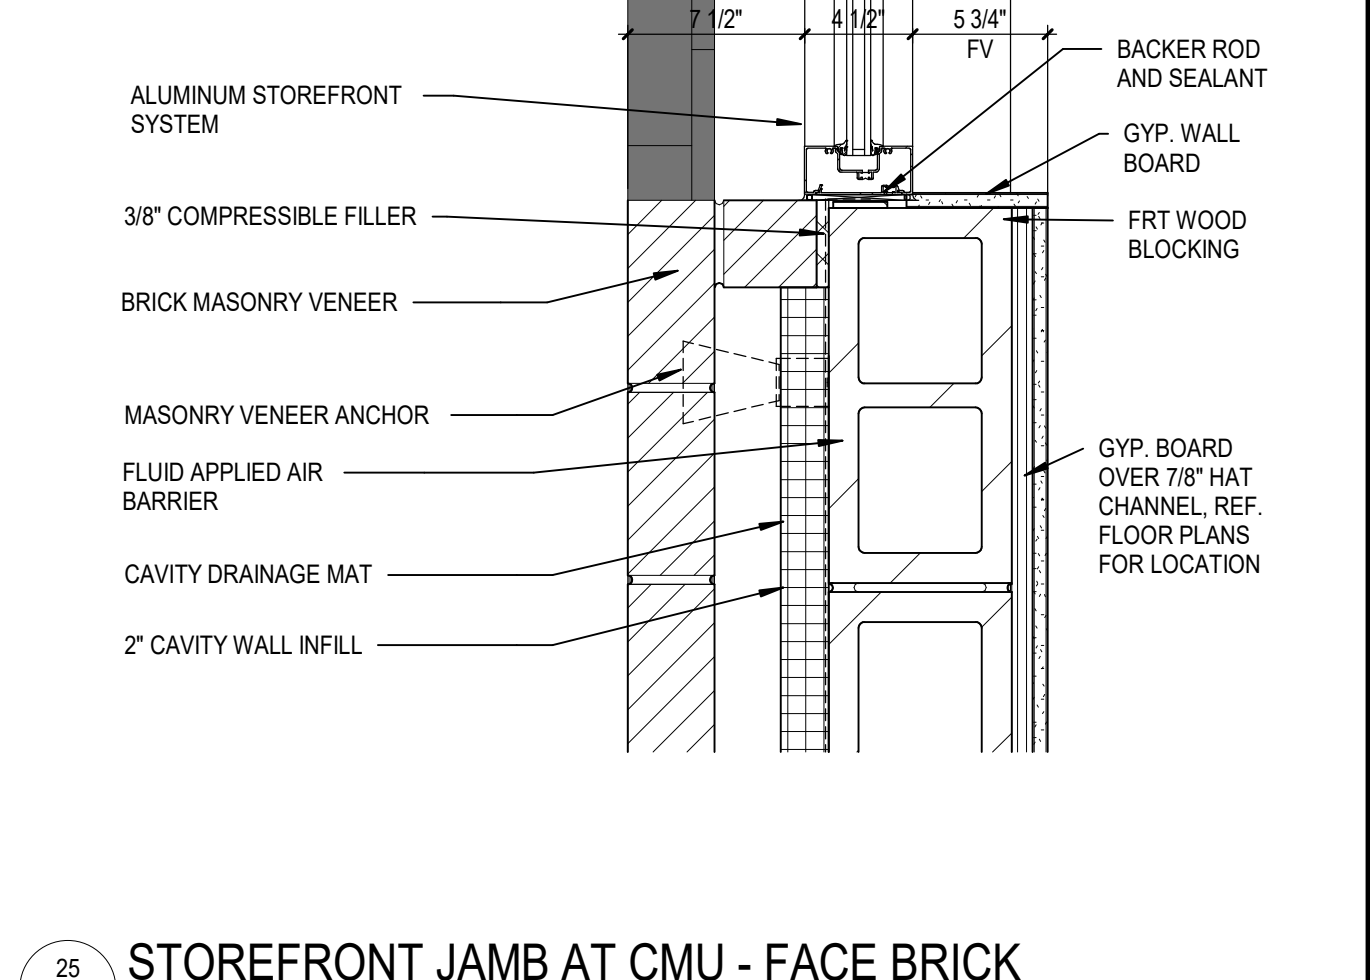 7 1/2"
4 1/2"
5 3/4"
FV
BACKER ROD
AND SEALANT
ALUMINUM STOREFRONT
SYSTEM
GYP. WALL
BOARD
3/8" COMPRESSIBLE FILLER
FRT WOOD
BLOCKING
BRICK MASONRY VENEER
MASONRY VENEER ANCHOR
FLUID APPLIED AIR
BARRIER
GYP. BOARD
OVER 7/8" HAT
CHANNEL, REF.
FLOOR PLANS
FOR LOCATION
CAVITY DRAINAGE MAT
2" CAVITY WALL INFILL
25
STOREFRONT JAMB AT CMU - FACE BRICK